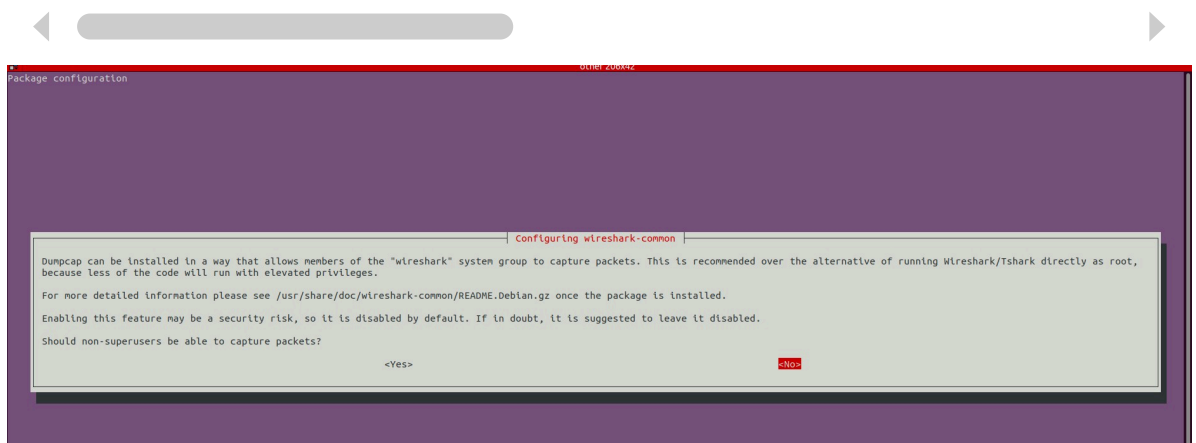 other 206x42
Package configuration
Configuring wireshark-common
Dumpcap can be installed in a way that allows members of the "wireshark" system group to capture packets. This is recommended over the alternative of running Wireshark/Tshark directly as root,
because less of the code will run with elevated privileges.
For more detailed information please see /usr/share/doc/wireshark-common/README.Debian.gz once the package is installed.
Enabling this feature may be a security risk, so it is disabled by default. If in doubt, it is suggested to leave it disabled.
Should non-superusers be able to capture packets?
<Yes> <No>